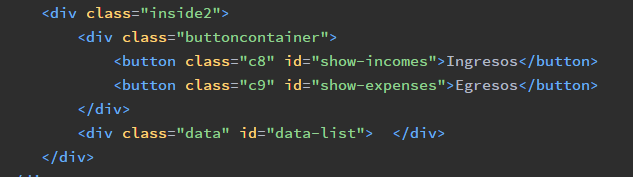 <div class="inside2">
<div class="buttoncontainer">
<button class="c8" id="show-incomes">Ingresos</button>
<button class="c9" id="show-expenses">Egresos</button>
</div>
<div class="data" id="data-list">  </div>
</div>